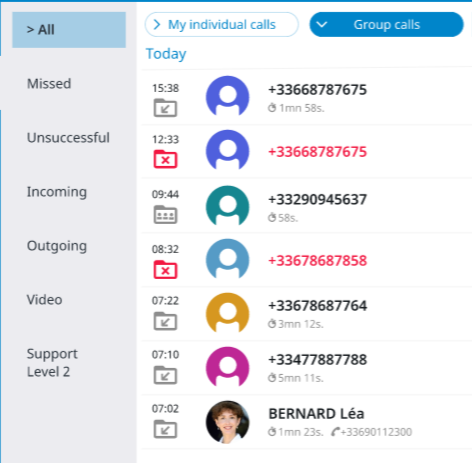 > All
Missed
Unsuccessful
Incoming
Outgoing
Video
Support
Level 2
> My individual calls
Group calls
Today
15:38
+33668787675
1mn 58s.
12:33
+33668787675
09:44
+33290945637
58s.
08:32
+33678687858
07:22
+33678687764
3mn 12s.
07:10
+33477887788
5mn 11s.
07:02
BERNARD Léa
1mn 23s. +33690112300